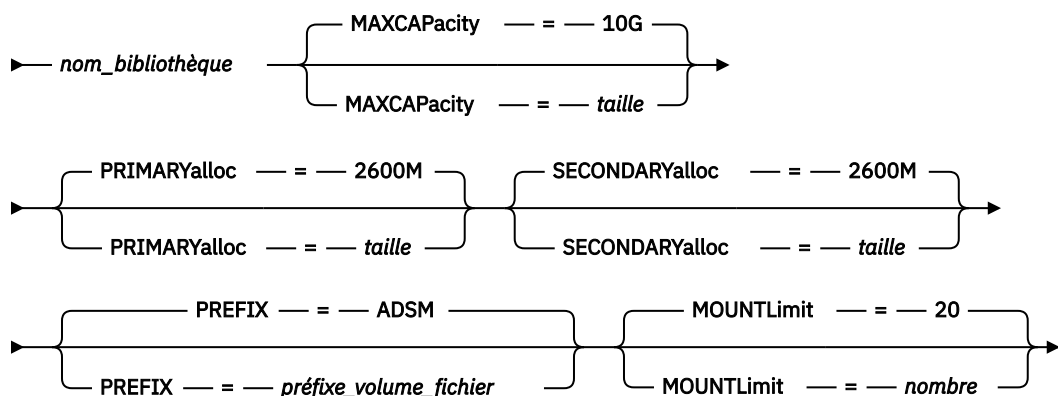 MAXCAPacity = 10G
nom_bibliothèque
MAXCAPacity = taille
PRIMARYalloc = 2600M SECONDARYalloc = 2600M
PRIMARYalloc = taille SECONDARYalloc = taille
PREFIX = ADSM MOUNTLimit = 20
PREFIX = préfixe_volume_fichier MOUNTLimit = nombre